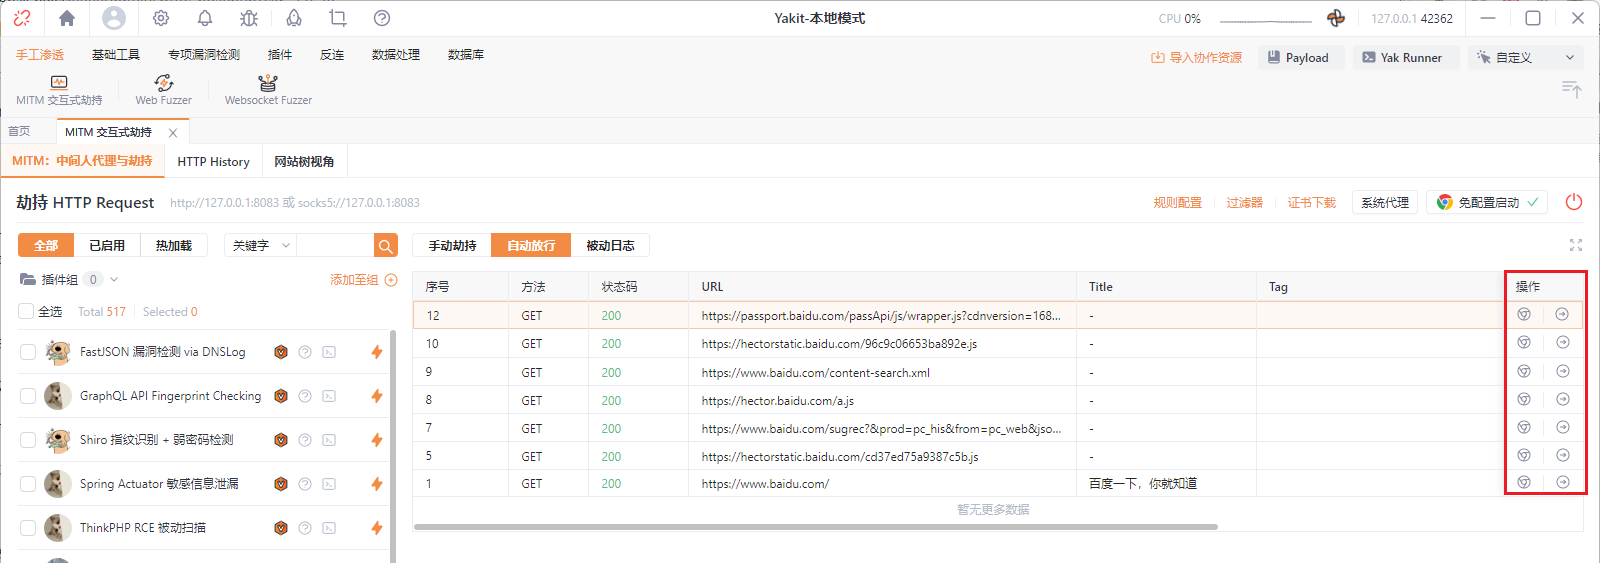 Yakit-本地模式
CPU 0%
127.0.0.1 42362
手工渗透 基础工具 专项漏洞检测 插件 反连 数据处理 数据库
导入协作资源 Payload Yak Runner 自定义
MITM 交互式劫持 Web Fuzzer Websocket Fuzzer
首页 MITM 交互式劫持
MITM：中间人代理与劫持 HTTP History 网站树视角
劫持 HTTP Request http://127.0.0.1:8083 或 socks5://127.0.0.1:8083
规则配置 过滤器 证书下载 系统代理 免配置启动
全部 已启用 热加载 关键字
手动劫持 自动放行 被动日志
插件组 0 添加至组
全选 Total 517 Selected 0
FastJSON 漏洞检测 via DNSLog
GraphQL API Fingerprint Checking
Shiro 指纹识别 + 弱密码检测
Spring Actuator 敏感信息泄漏
ThinkPHP RCE 被动扫描
序号 方法 状态码 URL Title Tag 操作
12 GET 200 https://passport.baidu.com/passApi/js/wrapper.js?cdnversion=168... -
10 GET 200 https://hectorstatic.baidu.com/96c9c06653ba892e.js -
9 GET 200 https://www.baidu.com/content-search.xml -
8 GET 200 https://hector.baidu.com/a.js -
7 GET 200 https://www.baidu.com/sugrec?&prod=pc_his&from=pc_web&jso... -
5 GET 200 https://hectorstatic.baidu.com/cd37ed75a9387c5b.js -
1 GET 200 https://www.baidu.com/ 百度一下，你就知道
暂无更多数据